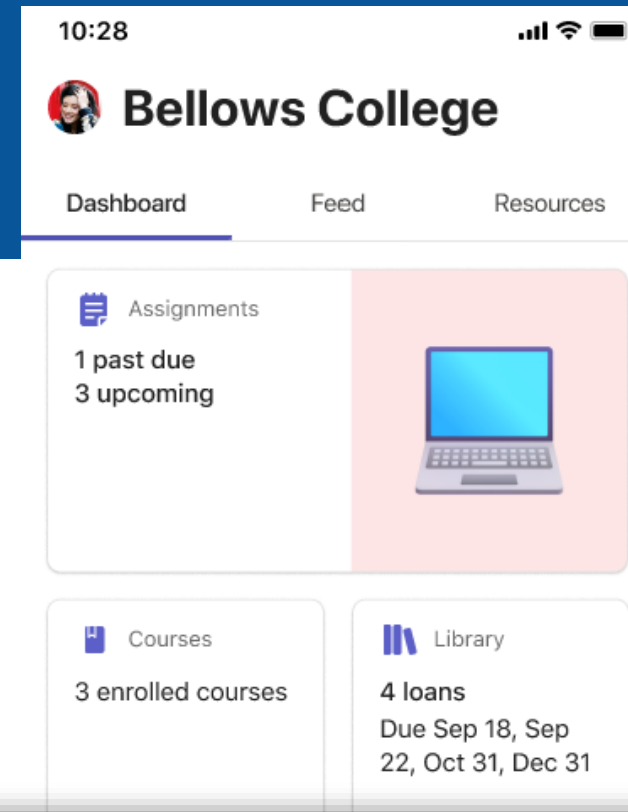 10:28
Bellows College
Dashboard Feed Resources
Assignments
1 past due
3 upcoming
Courses
3 enrolled courses
Library
4 loans
Due Sep 18, Sep
22, Oct 31, Dec 31